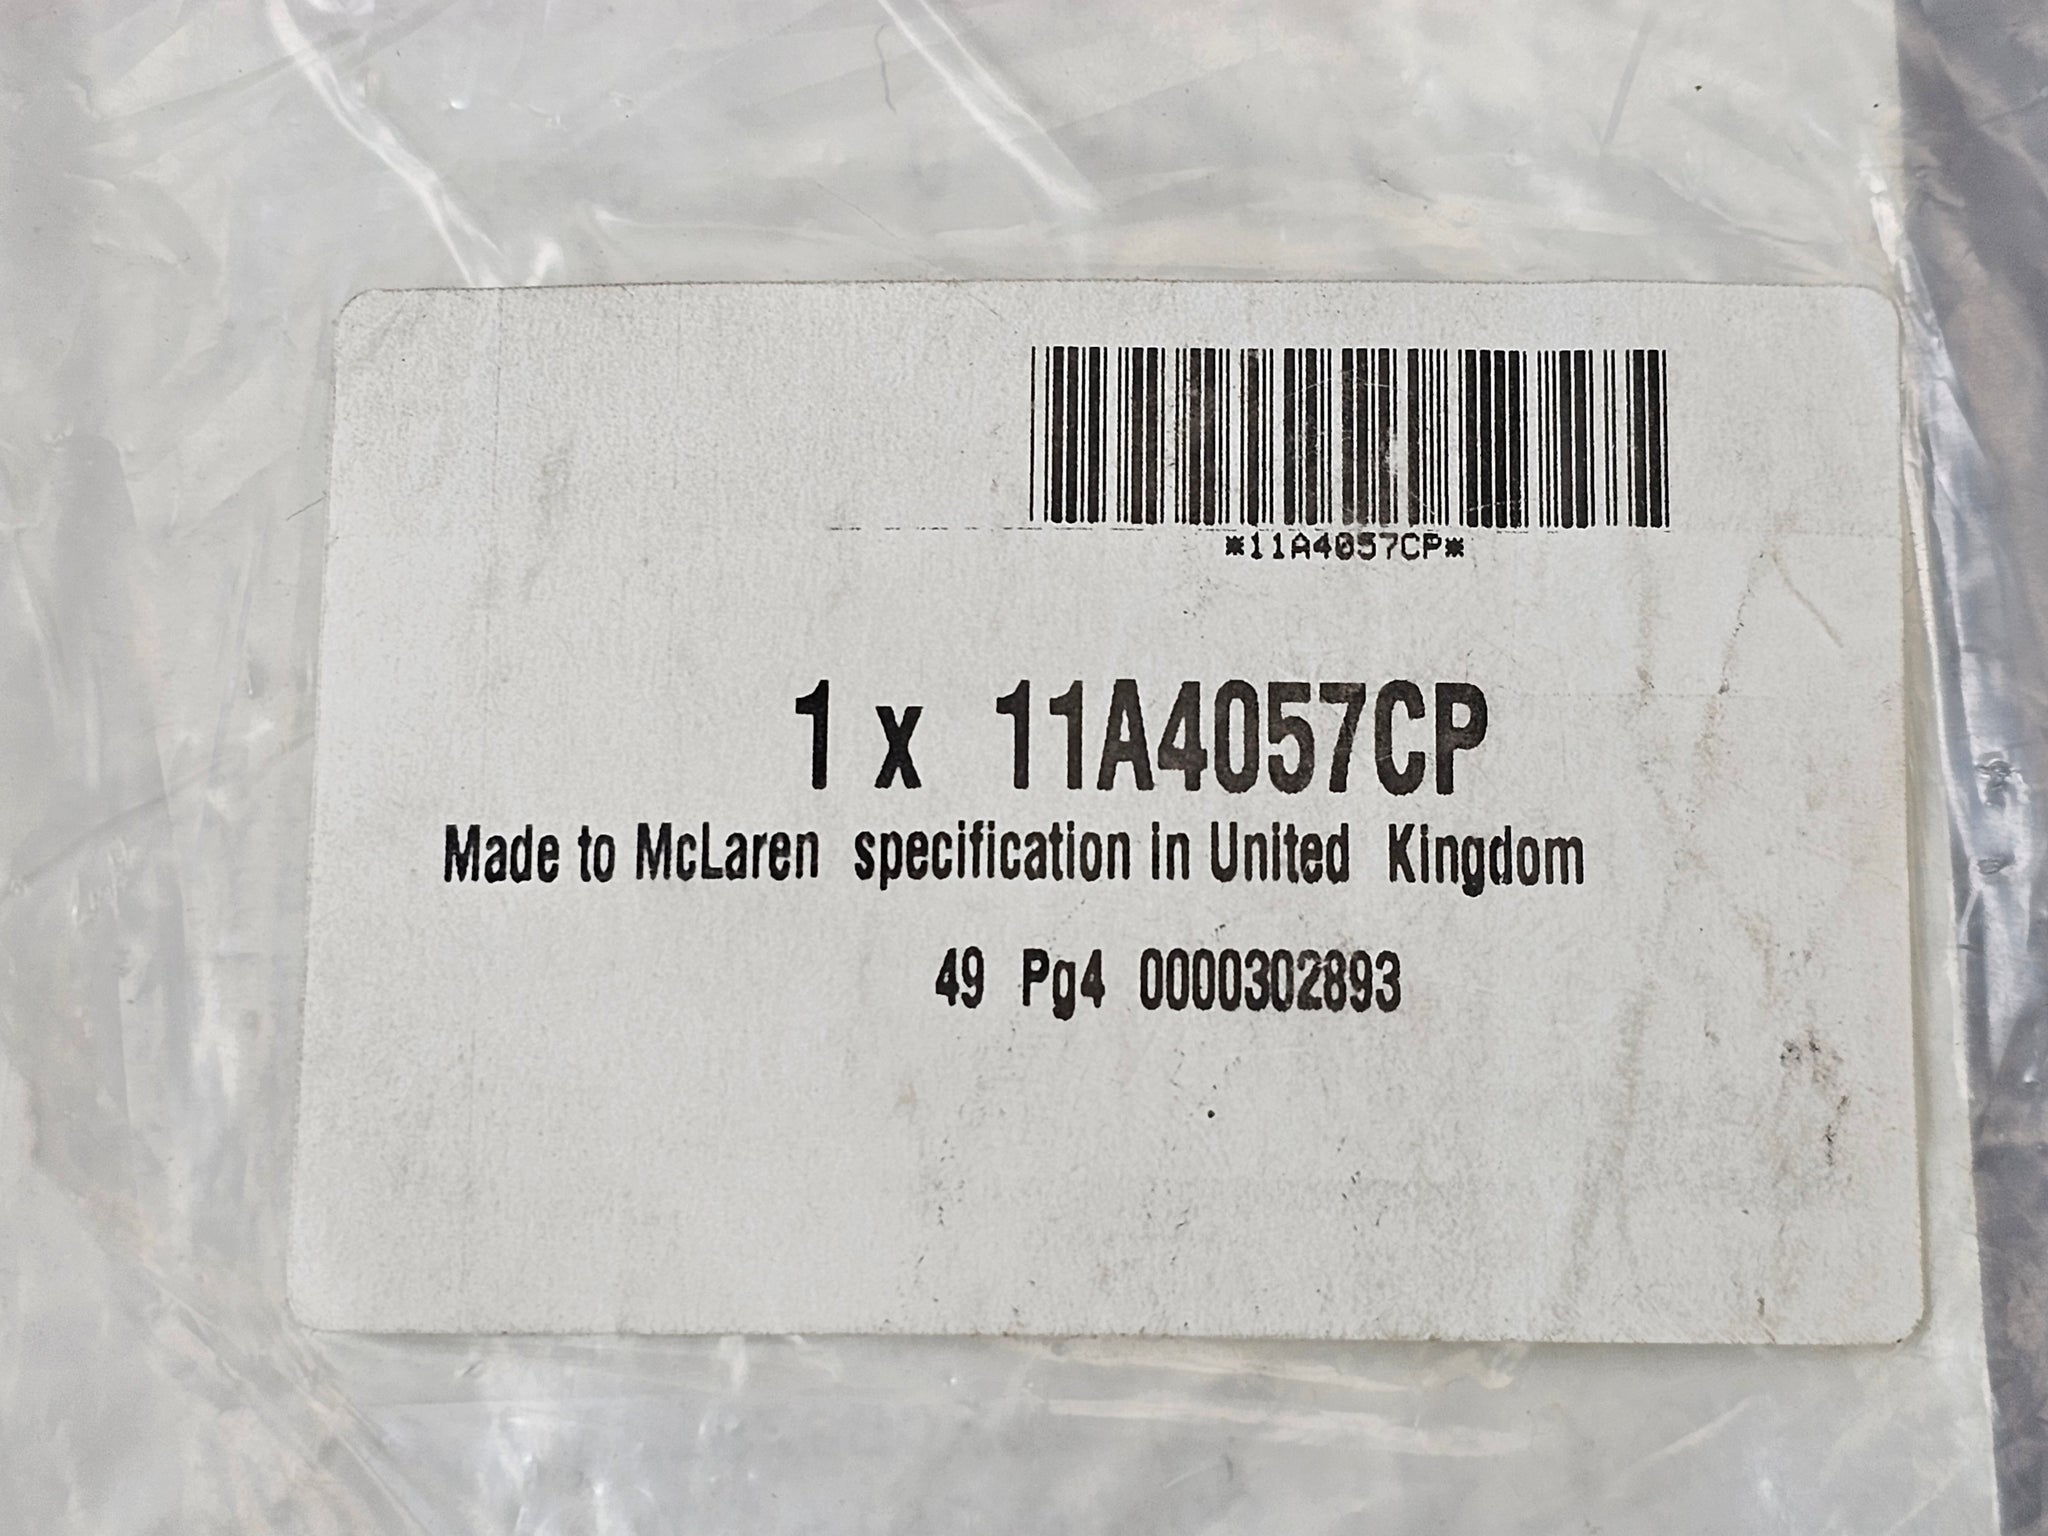 *11A4057CP*
1 x 11A4057CP
Made to McLaren specification in United Kingdom
49 Pg4 0000302893